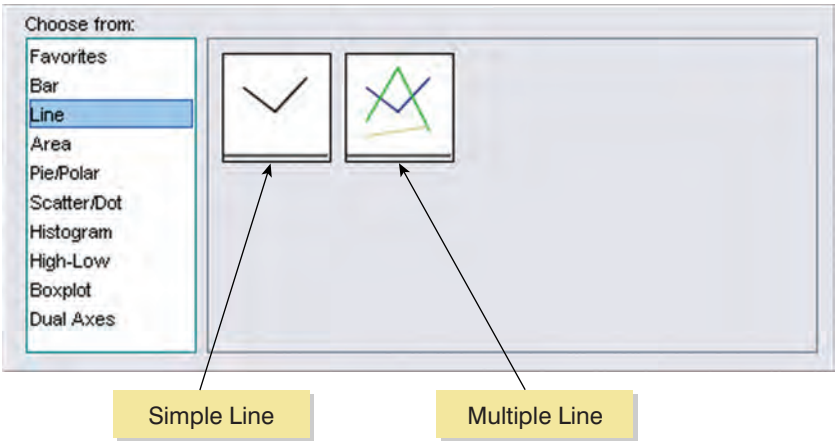 Choose from:
Favorites
Bar
Line
Area
Pie/Polar
Scatter/Dot
Histogram
High-Low
Boxplot
Dual Axes
Simple Line
Multiple Line